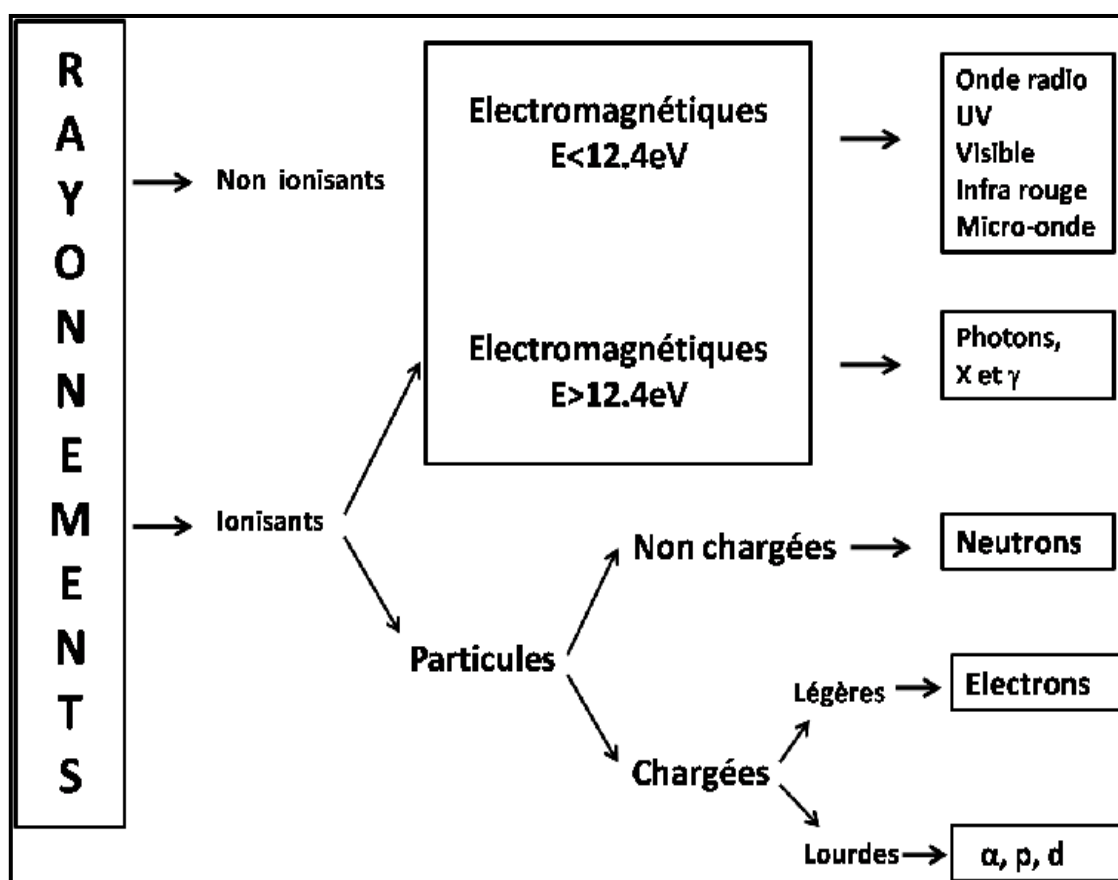 RAYONNEMENTS
Non ionisants
Electromagnétiques
E<12.4eV
Onde radio
UV
Visible
Infra rouge
Micro-onde
Electromagnétiques
E>12.4eV
Photons,
X et γ
Ionisants
Non chargées
Neutrons
Particules
Légères
Electrons
Chargées
Lourdes
α, p, d